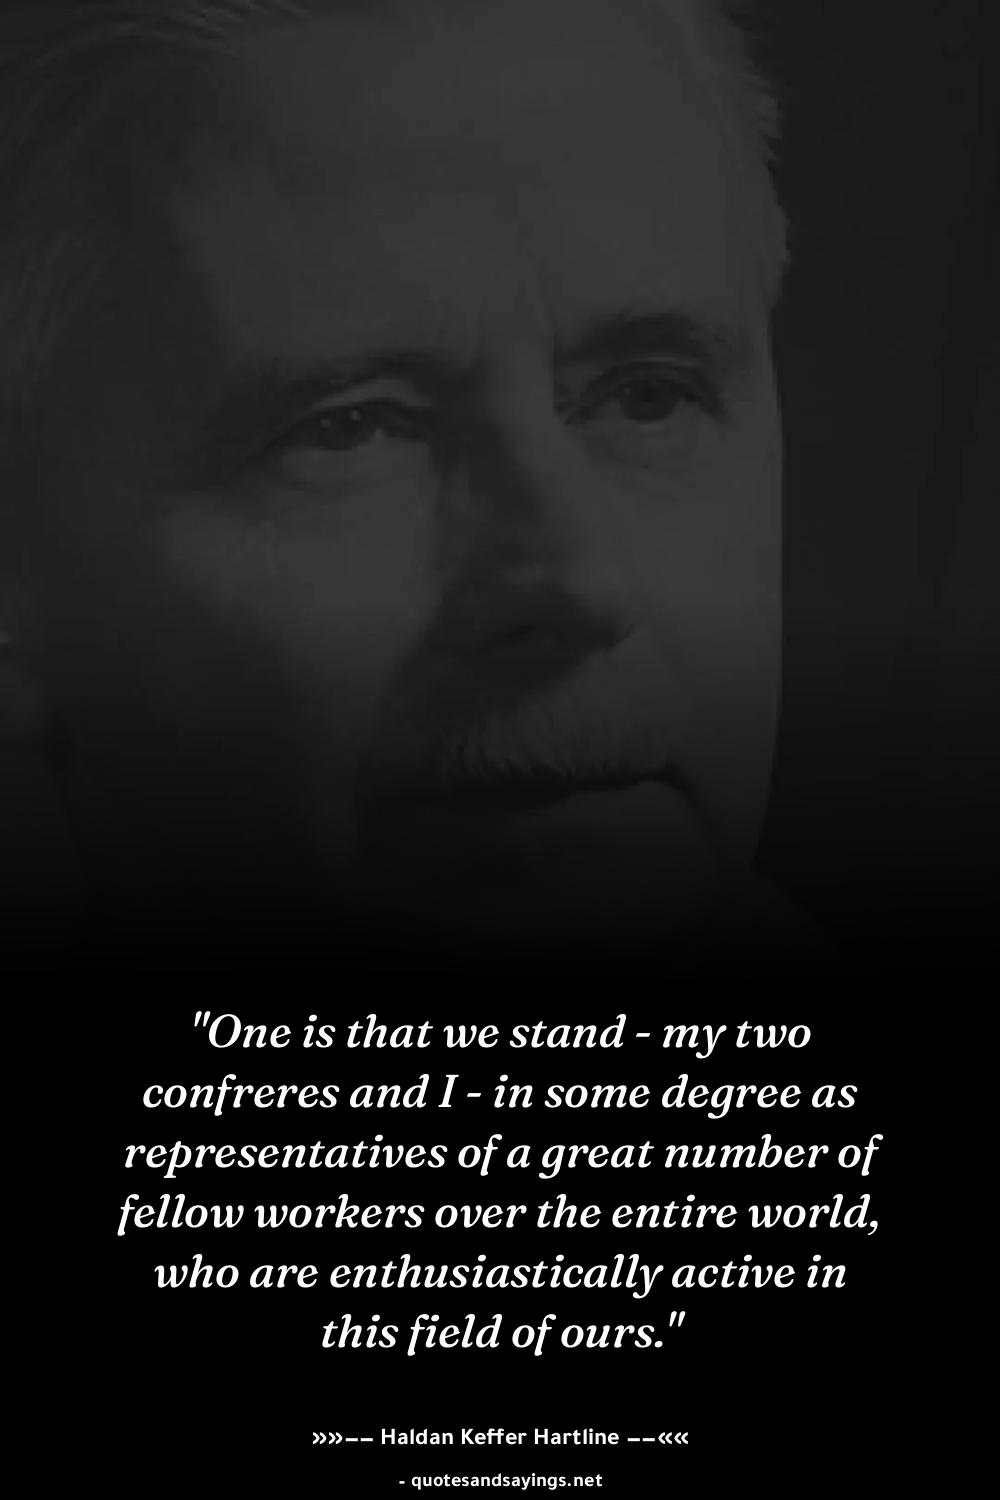 "One is that we stand - my two
confreres and I - in some degree as
representatives of a great number of
fellow workers over the entire world,
who are enthusiastically active in
this field of ours."
»»–– Haldan Keffer Hartline ––««
- quotesandsayings.net